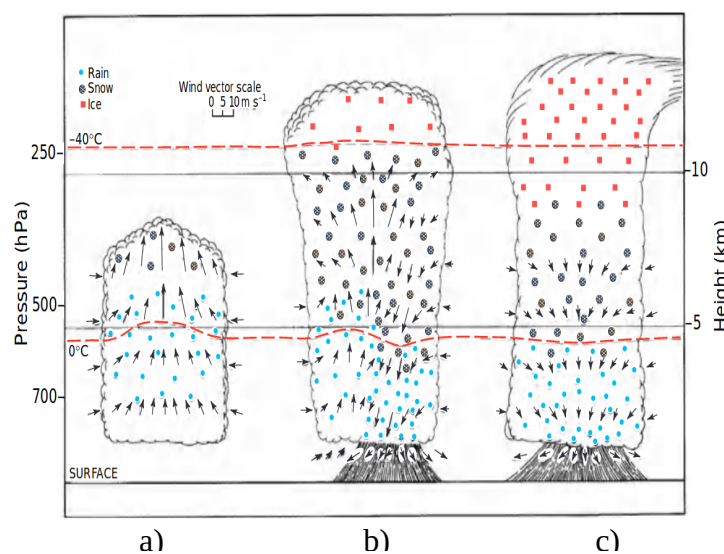 Rain
Snow
Ice
Wind vector scale
0 5 10 m s⁻¹
–40°C
250
10
Pressure (hPa)
Height (km)
500
5
0°C
700
SURFACE
a) b) c)